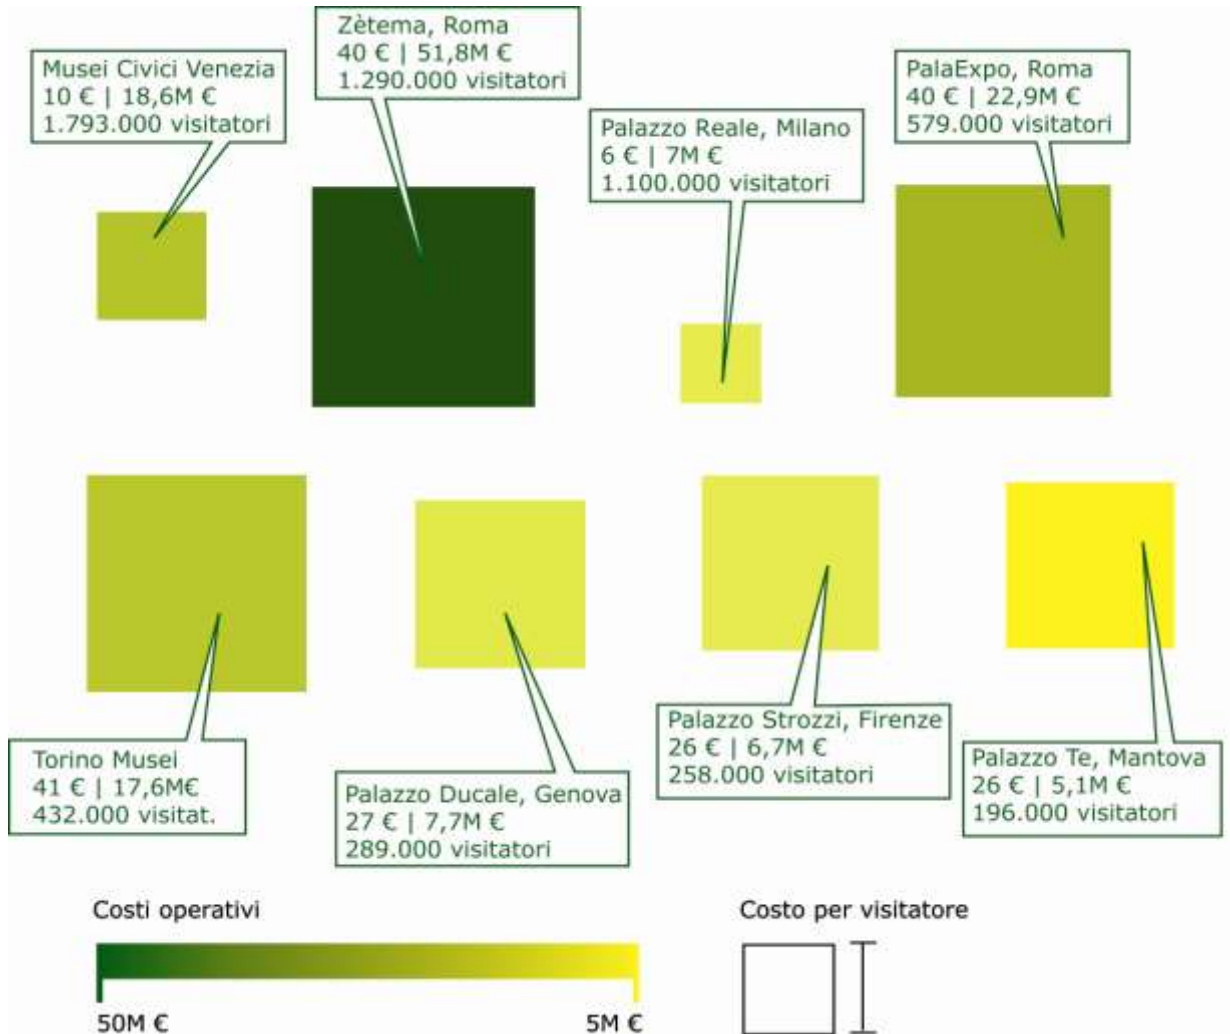 Musei Civici Venezia
10 € | 18,6M €
1.793.000 visitatori
Zètema, Roma
40 € | 51,8M €
1.290.000 visitatori
Palazzo Reale, Milano
6 € | 7M €
1.100.000 visitatori
PalaExpo, Roma
40 € | 22,9M €
579.000 visitatori
Torino Musei
41 € | 17,6M€
432.000 visitat.
Palazzo Ducale, Genova
27 € | 7,7M €
289.000 visitatori
Palazzo Strozzi, Firenze
26 € | 6,7M €
258.000 visitatori
Palazzo Te, Mantova
26 € | 5,1M €
196.000 visitatori
Costi operativi
50M €
5M €
Costo per visitatore